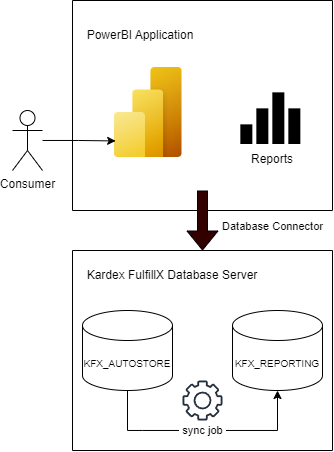 PowerBI Application
Reports
Consumer
Database Connector
Kardex FulfillX Database Server
KFX_AUTOSTORE
KFX_REPORTING
sync job